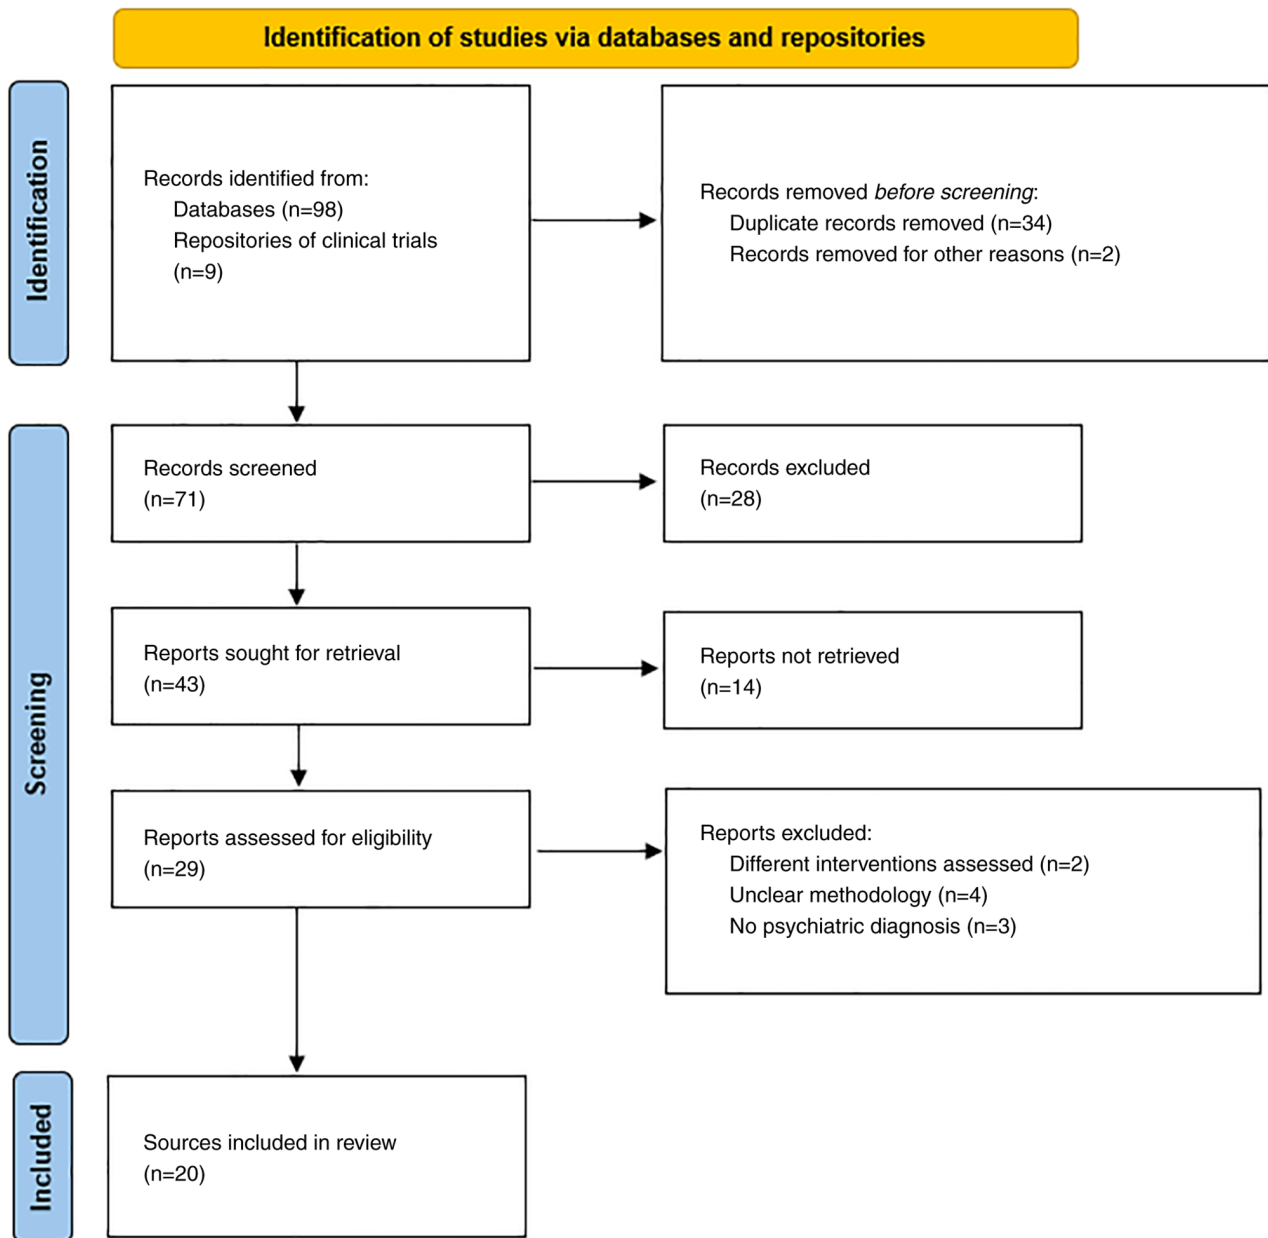 Identification of studies via databases and repositories
Identification
Records identified from:
Databases (n=98)
Repositories of clinical trials
(n=9)
Records removed before screening:
Duplicate records removed (n=34)
Records removed for other reasons (n=2)
Screening
Records screened
(n=71)
Records excluded
(n=28)
Reports sought for retrieval
(n=43)
Reports not retrieved
(n=14)
Reports assessed for eligibility
(n=29)
Reports excluded:
Different interventions assessed (n=2)
Unclear methodology (n=4)
No psychiatric diagnosis (n=3)
Included
Sources included in review
(n=20)